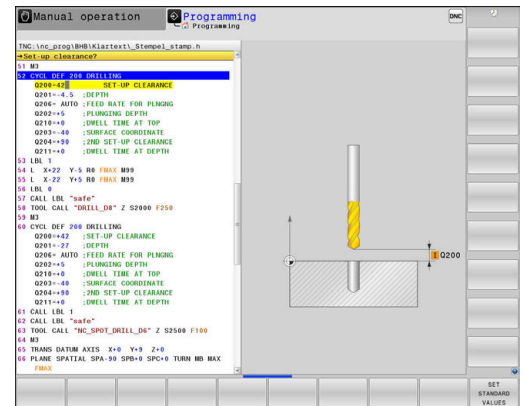 Manual operation
Programming
Programming
DNC
TNC:\nc_prog\BHB\Klartext\_Stempel_stamp.h
→Set-up clearance?
51 M3
52 CYCL DEF 200 DRILLING
Q200=42 SET-UP CLEARANCE
Q201=-4.5 ;DEPTH
Q206= AUTO ;FEED RATE FOR PLNGNG
Q202=+5 ;PLUNGING DEPTH
Q210=+0 ;DWELL TIME AT TOP
Q203=-40 ;SURFACE COORDINATE
Q204=+90 ;2ND SET-UP CLEARANCE
Q211=+0 ;DWELL TIME AT DEPTH
53 LBL 1
54 L X+22 Y-5 R0 FMAX M99
55 L X-22 Y+5 R0 FMAX M99
56 LBL 0
57 CALL LBL "safe"
58 TOOL CALL "DRILL_D8" Z S2000 F250
59 M3
60 CYCL DEF 200 DRILLING
Q200=+42 ;SET-UP CLEARANCE
Q201=-27 ;DEPTH
Q206= AUTO ;FEED RATE FOR PLNGNG
Q202=+5 ;PLUNGING DEPTH
Q210=+0 ;DWELL TIME AT TOP
Q203=-40 ;SURFACE COORDINATE
Q204=+90 ;2ND SET-UP CLEARANCE
Q211=+0 ;DWELL TIME AT DEPTH
61 CALL LBL 1
62 CALL LBL "safe"
63 TOOL CALL "NC_SPOT_DRILL_D6" Z S2500 F100
64 M3
65 TRANS DATUM AXIS X+0 Y+9 Z+0
66 PLANE SPATIAL SPA-90 SPB+0 SPC+0 TURN MB MAX
FMAX
Q200
SET
STANDARD
VALUES